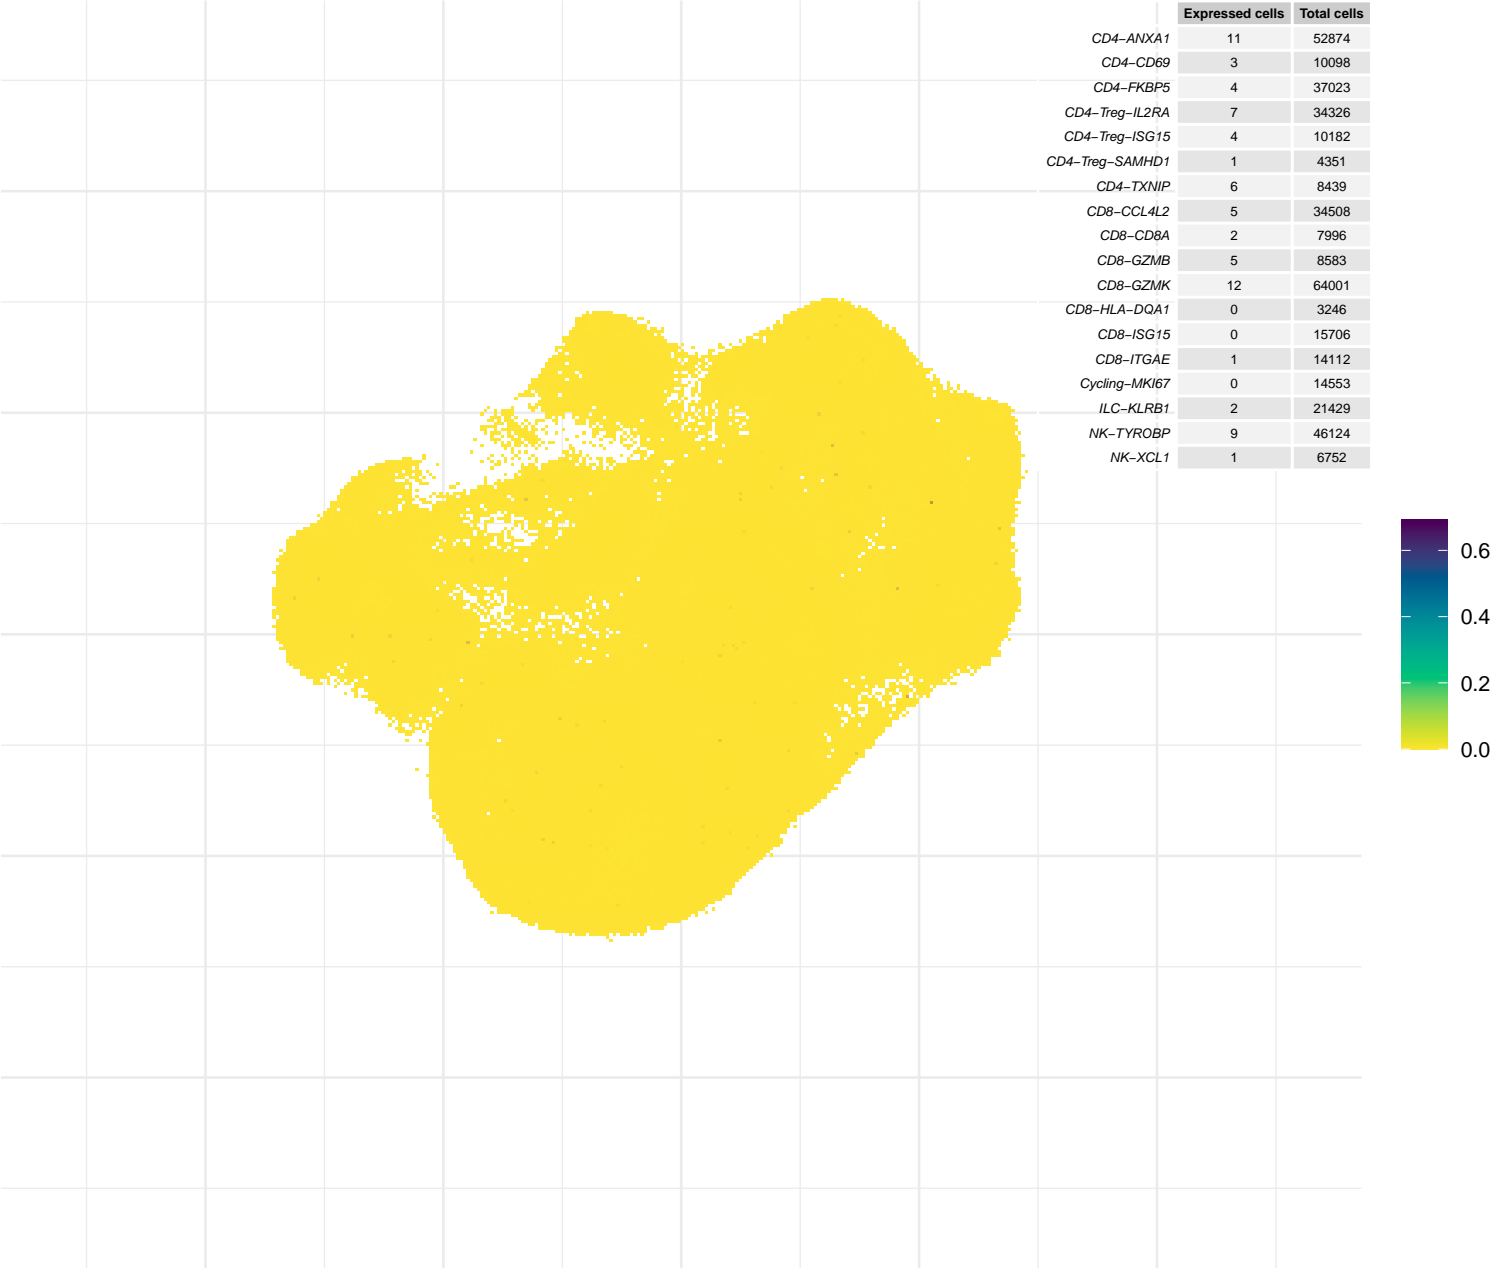 Expressed cells Total cells
CD4−ANXA1 11 52874
CD4−CD69 3 10098
CD4−FKBP5 4 37023
CD4−Treg−IL2RA 7 34326
CD4−Treg−ISG15 4 10182
CD4−Treg−SAMHD1 1 4351
CD4−TXNIP 6 8439
CD8−CCL4L2 5 34508
CD8−CD8A 2 7996
CD8−GZMB 5 8583
CD8−GZMK 12 64001
CD8−HLA−DQA1 0 3246
CD8−ISG15 0 15706
CD8−ITGAE 1 14112
Cycling−MKI67 0 14553
ILC−KLRB1 2 21429
NK−TYROBP 9 46124
NK−XCL1 1 6752
0.6
0.4
0.2
0.0